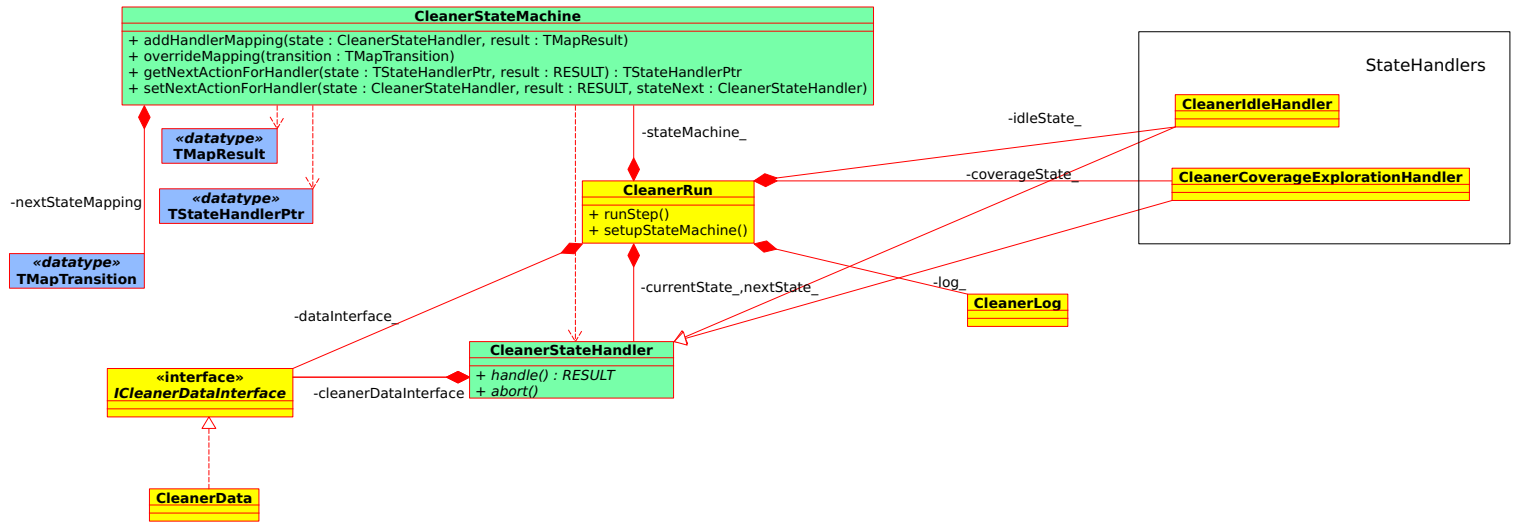 CleanerStateMachine
+ addHandlerMapping(state : CleanerStateHandler, result : TMapResult)
+ overrideMapping(transition : TMapTransition)
+ getNextActionForHandler(state : TStateHandlerPtr, result : RESULT) : TStateHandlerPtr
+ setNextActionForHandler(state : CleanerStateHandler, result : RESULT, stateNext : CleanerStateHandler)
StateHandlers
CleanerIdleHandler
-idleState_
-stateMachine_
«datatype»
TMapResult
CleanerCoverageExplorationHandler
-coverageState_
CleanerRun
+ runStep()
+ setupStateMachine()
«datatype»
TStateHandlerPtr
-nextStateMapping
«datatype»
TMapTransition
-currentState_,nextState_
-log_
CleanerLog
-dataInterface_
CleanerStateHandler
+ handle() : RESULT
+ abort()
«interface»
ICleanerDataInterface
-cleanerDataInterface
CleanerData